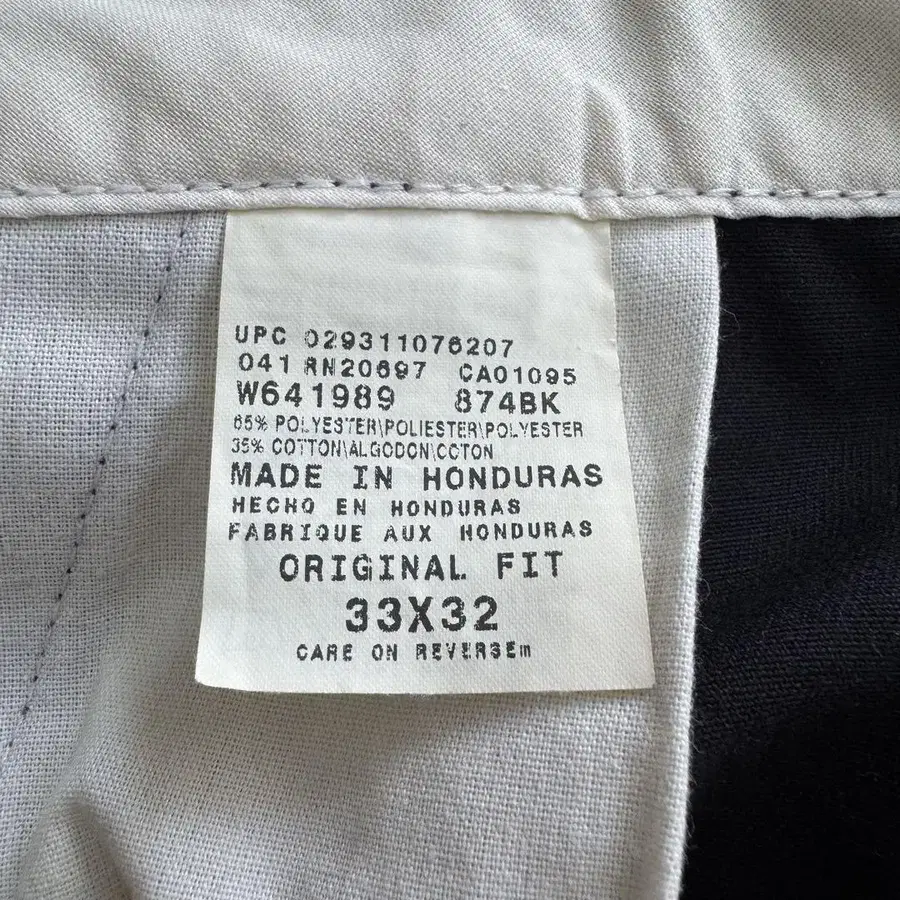 UPC 029311076207
041 RN20697 CA01095
W641989 874BK
65% POLYESTER\POLIESTER\POLYESTER
35% COTTON\ALGODON\COTON
MADE IN HONDURAS
HECHO EN HONDURAS
FABRIQUE AUX HONDURAS
ORIGINAL FIT
33X32
CARE ON REVERSEm